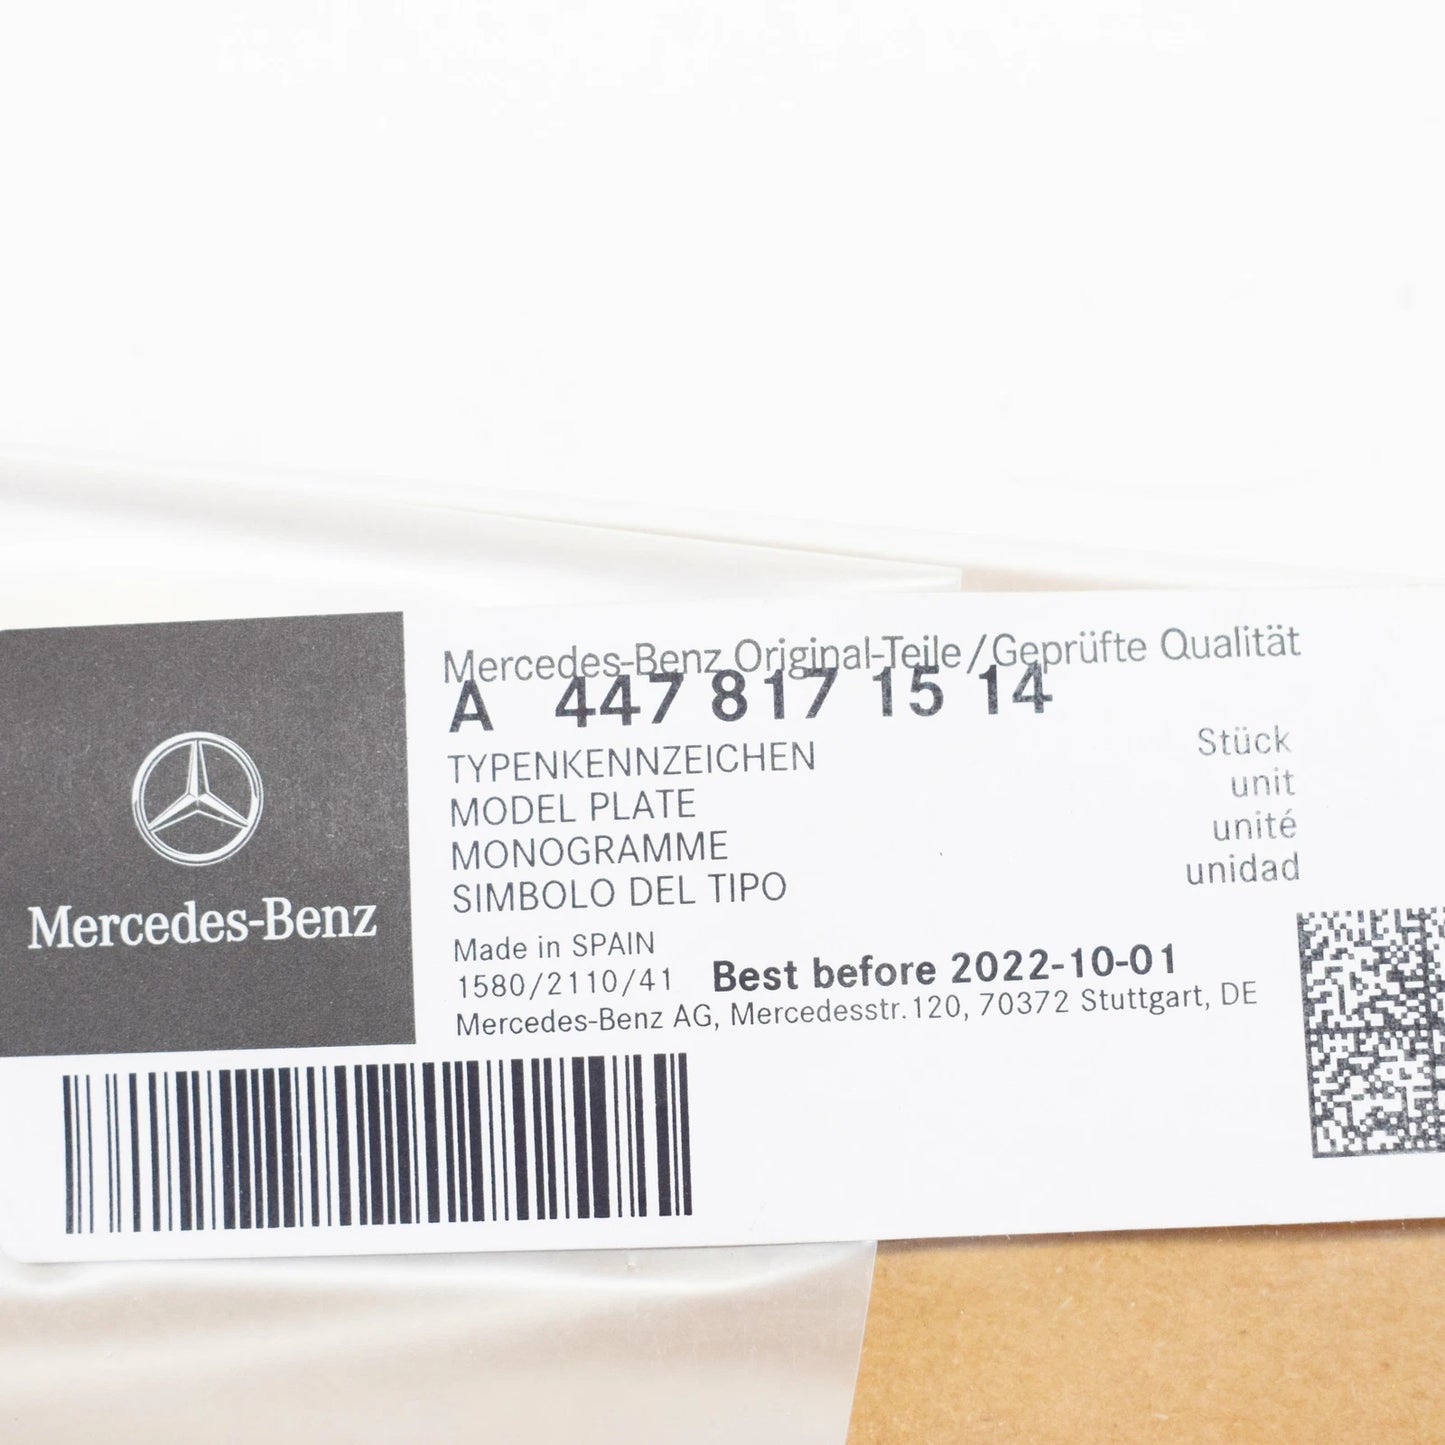 Mercedes-Benz
Mercedes-Benz Original-Teile/Geprüfte Qualität
A 447 817 15 14
TYPENKENNZEICHEN
MODEL PLATE
MONOGRAMME
SIMBOLO DEL TIPO
Stück
unit
unité
unidad
Made in SPAIN
1580/2110/41 Best before 2022-10-01
Mercedes-Benz AG, Mercedesstr.120, 70372 Stuttgart, DE